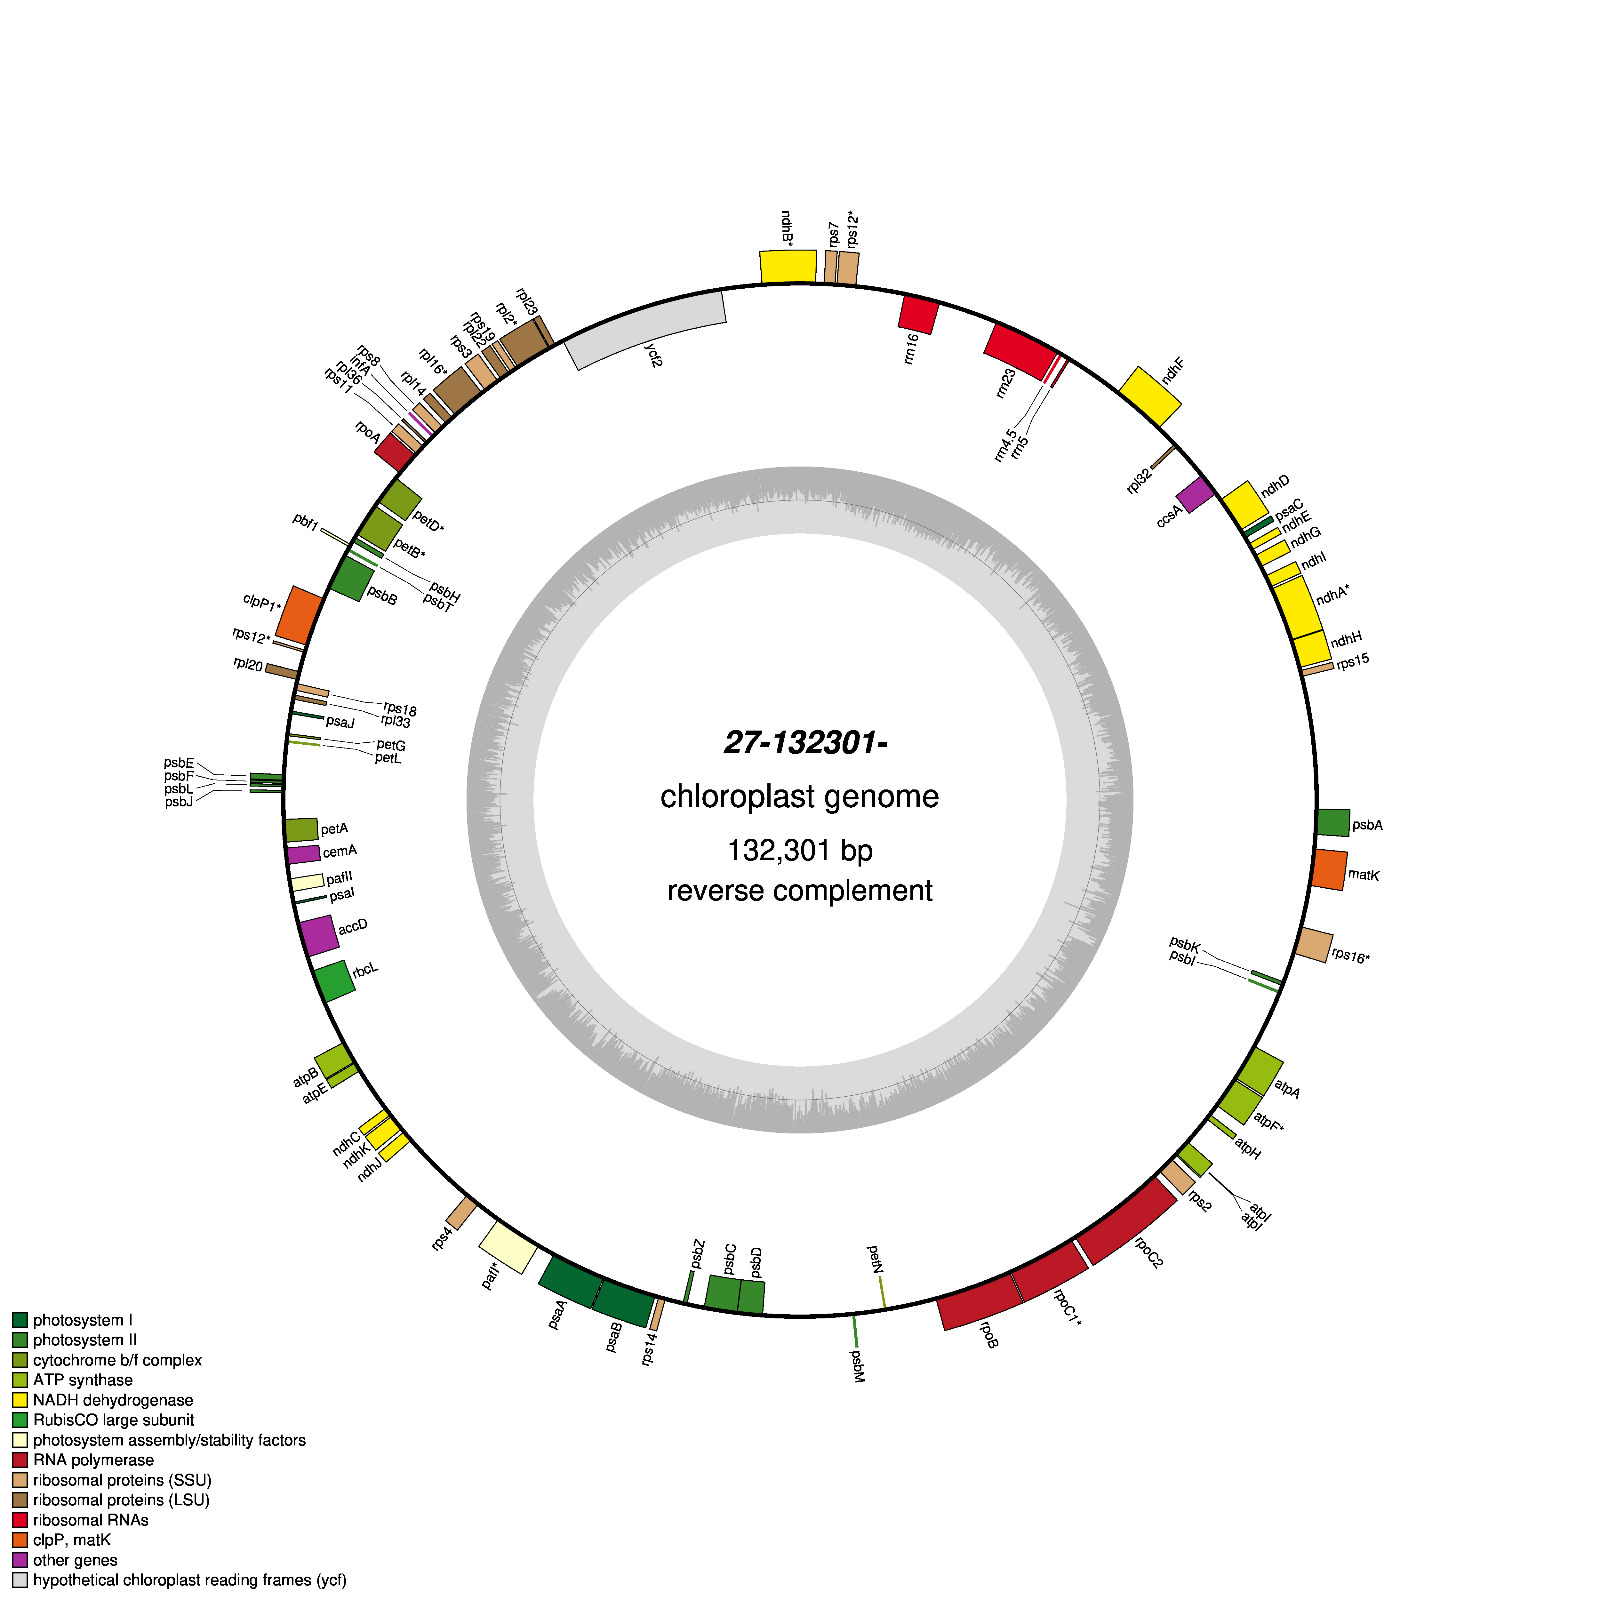 ndhB*
rps7
rps12*
rrn16
rrn23
rrn4.5
rrn5
ndhF
rpl32
ccsA
ndhD
psaC
ndhE
ndhG
ndhI
ndhA*
ndhH
rps15
psbA
matK
rps16*
psbK
psbI
atpA
atpF*
atpH
atpI
atpI
rps2
rpoC2
rpoC1*
rpoB
petN
psbM
psbD
psbC
psbZ
rps14
psaB
psaA
pafI*
rps4
ndhJ
ndhK
ndhC
atpE
atpB
rbcL
accD
psaI
pafII
cemA
petA
psbJ
psbL
psbF
psbE
petL
petG
psaJ
rpl33
rps18
rpl20
rps12*
clpP1*
psbB
psbT
psbH
pbf1
petB*
petD*
rpoA
rps11
rpl36
infA
rps8
rpl14
rpl16*
rps3
rpl22
rps19
rpl2*
rpl23
ycf2
27-132301-
chloroplast genome
132,301 bp
reverse complement
photosystem I
photosystem II
cytochrome b/f complex
ATP synthase
NADH dehydrogenase
RubisCO large subunit
photosystem assembly/stability factors
RNA polymerase
ribosomal proteins (SSU)
ribosomal proteins (LSU)
ribosomal RNAs
clpP, matK
other genes
hypothetical chloroplast reading frames (ycf)